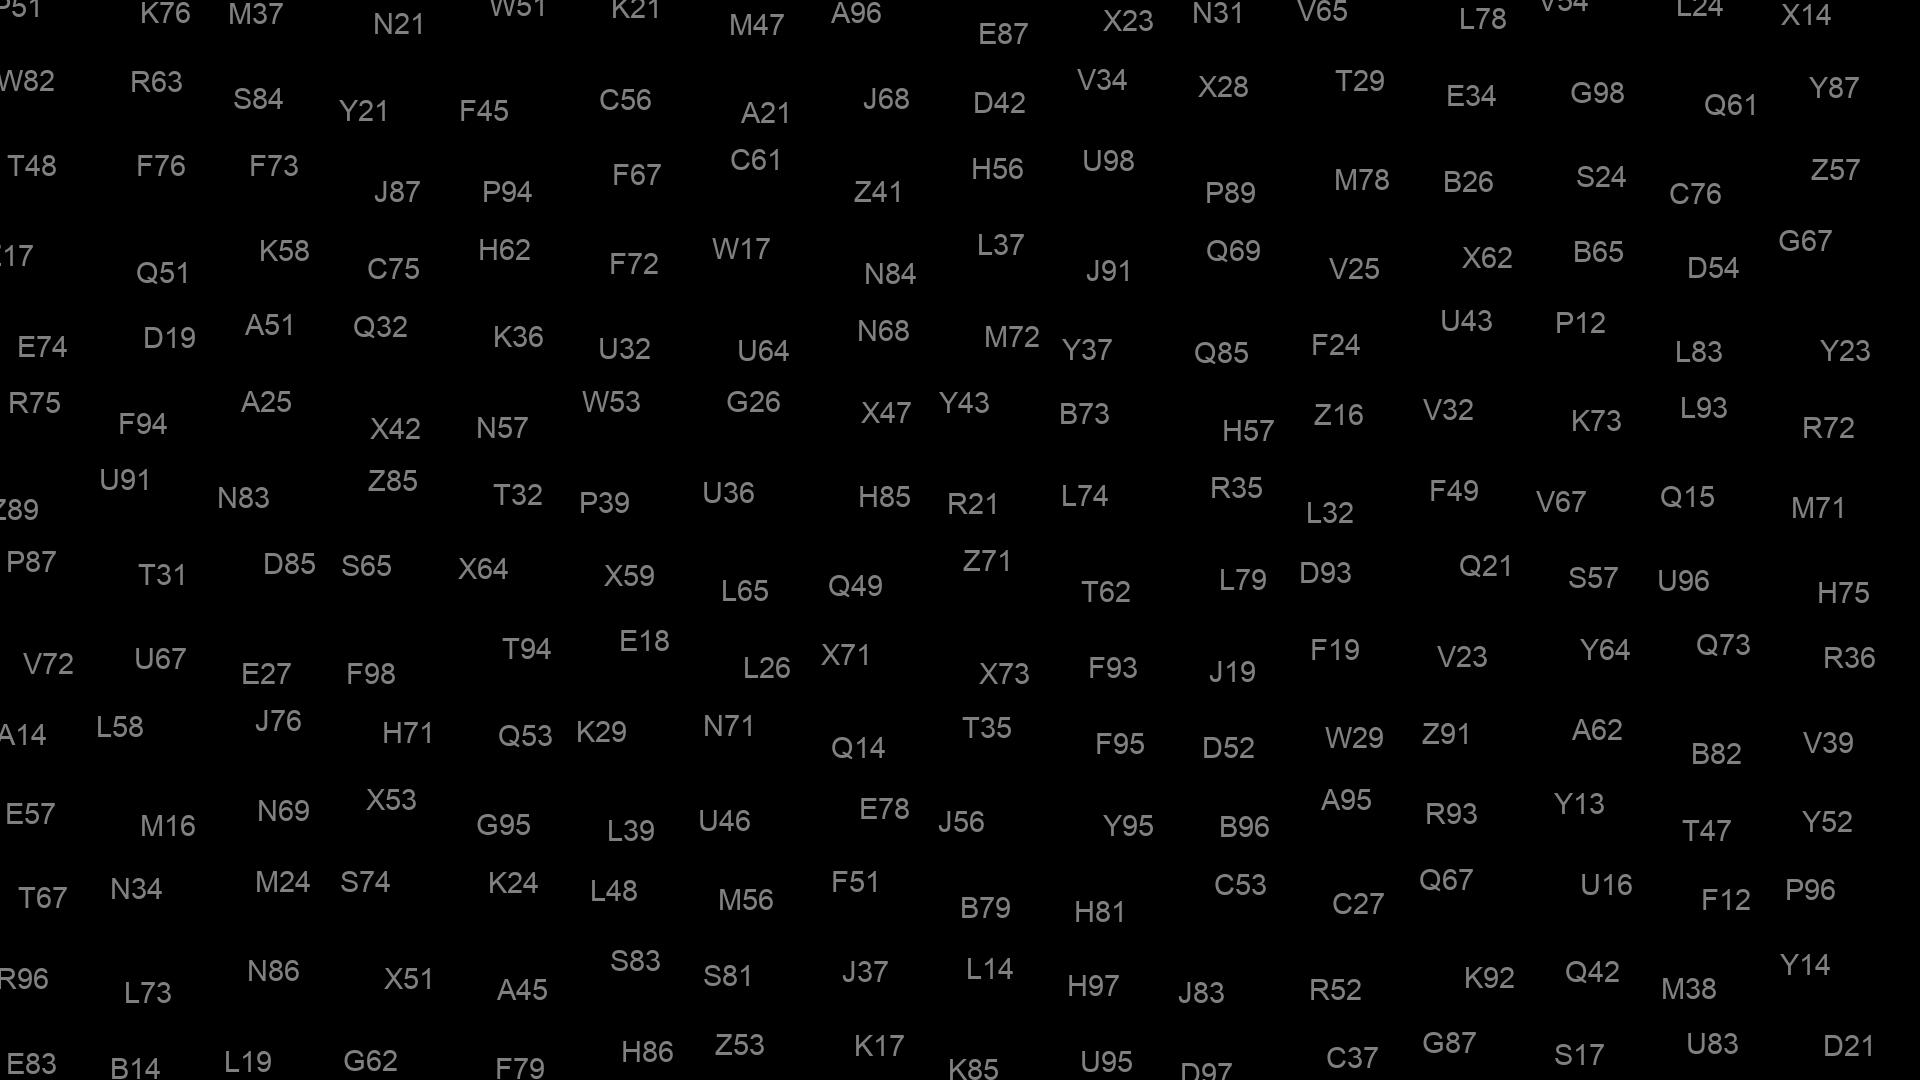 P51 K76 M37 N21 W51 K21 M47 A96 E87 X23 N31 V65 L78 V54 L24 X14
W82 R63 S84 Y21 F45 C56 A21 J68 D42 V34 X28 T29 E34 G98 Q61 Y87
T48 F76 F73 J87 P94 F67 C61 Z41 H56 U98 P89 M78 B26 S24 C76 Z57
17 Q51 K58 C75 H62 F72 W17 N84 L37 J91 Q69 V25 X62 B65 D54 G67
E74 D19 A51 Q32 K36 U32 U64 N68 M72 Y37 Q85 F24 U43 P12 L83 Y23
R75 F94 A25 X42 N57 W53 G26 X47 Y43 B73 H57 Z16 V32 K73 L93 R72
Z89 U91 N83 Z85 T32 P39 U36 H85 R21 L74 R35 L32 F49 V67 Q15 M71
P87 T31 D85 S65 X64 X59 L65 Q49 Z71 T62 L79 D93 Q21 S57 U96 H75
V72 U67 E27 F98 T94 E18 L26 X71 X73 F93 J19 F19 V23 Y64 Q73 R36
A14 L58 J76 H71 Q53 K29 N71 Q14 T35 F95 D52 W29 Z91 A62 B82 V39
E57 M16 N69 X53 G95 L39 U46 E78 J56 Y95 B96 A95 R93 Y13 T47 Y52
T67 N34 M24 S74 K24 L48 M56 F51 B79 H81 C53 C27 Q67 U16 F12 P96
R96 L73 N86 X51 A45 S83 S81 J37 L14 H97 J83 R52 K92 Q42 M38 Y14
E83 B14 L19 G62 F79 H86 Z53 K17 K85 U95 D97 C37 G87 S17 U83 D21